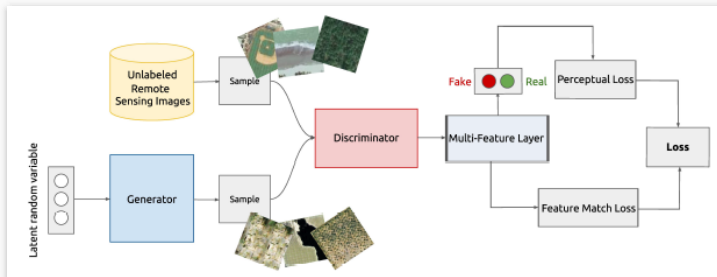 Unlabeled
Remote
Sensing Images
Sample
Fake
Real
Perceptual Loss
Discriminator
Multi-Feature Layer
Loss
Latent random variable
Generator
Sample
Feature Match Loss